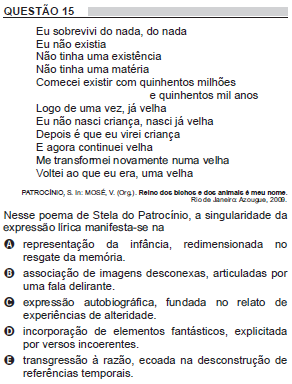 QUESTÃO 15
Eu sobrevivi do nada, do nada
Eu não existia
Não tinha uma existência
Não tinha uma matéria
Comecei existir com quinhentos milhões
e quinhentos mil anos
Logo de uma vez, já velha
Eu não nasci criança, nasci já velha
Depois é que eu virei criança
E agora continuei velha
Me transformei novamente numa velha
Voltei ao que eu era, uma velha
PATROCÍNIO, S. In: MOSÉ, V. (Org.). Reino dos bichos e dos animais é meu nome.
Rio de Janeiro: Azougue, 2009.
Nesse poema de Stela do Patrocínio, a singularidade da
expressão lírica manifesta-se na
A representação da infância, redimensionada no
resgate da memória.
B associação de imagens desconexas, articuladas por
uma fala delirante.
C expressão autobiográfica, fundada no relato de
experiências de alteridade.
D incorporação de elementos fantásticos, explicitada
por versos incoerentes.
E transgressão à razão, ecoada na desconstrução de
referências temporais.